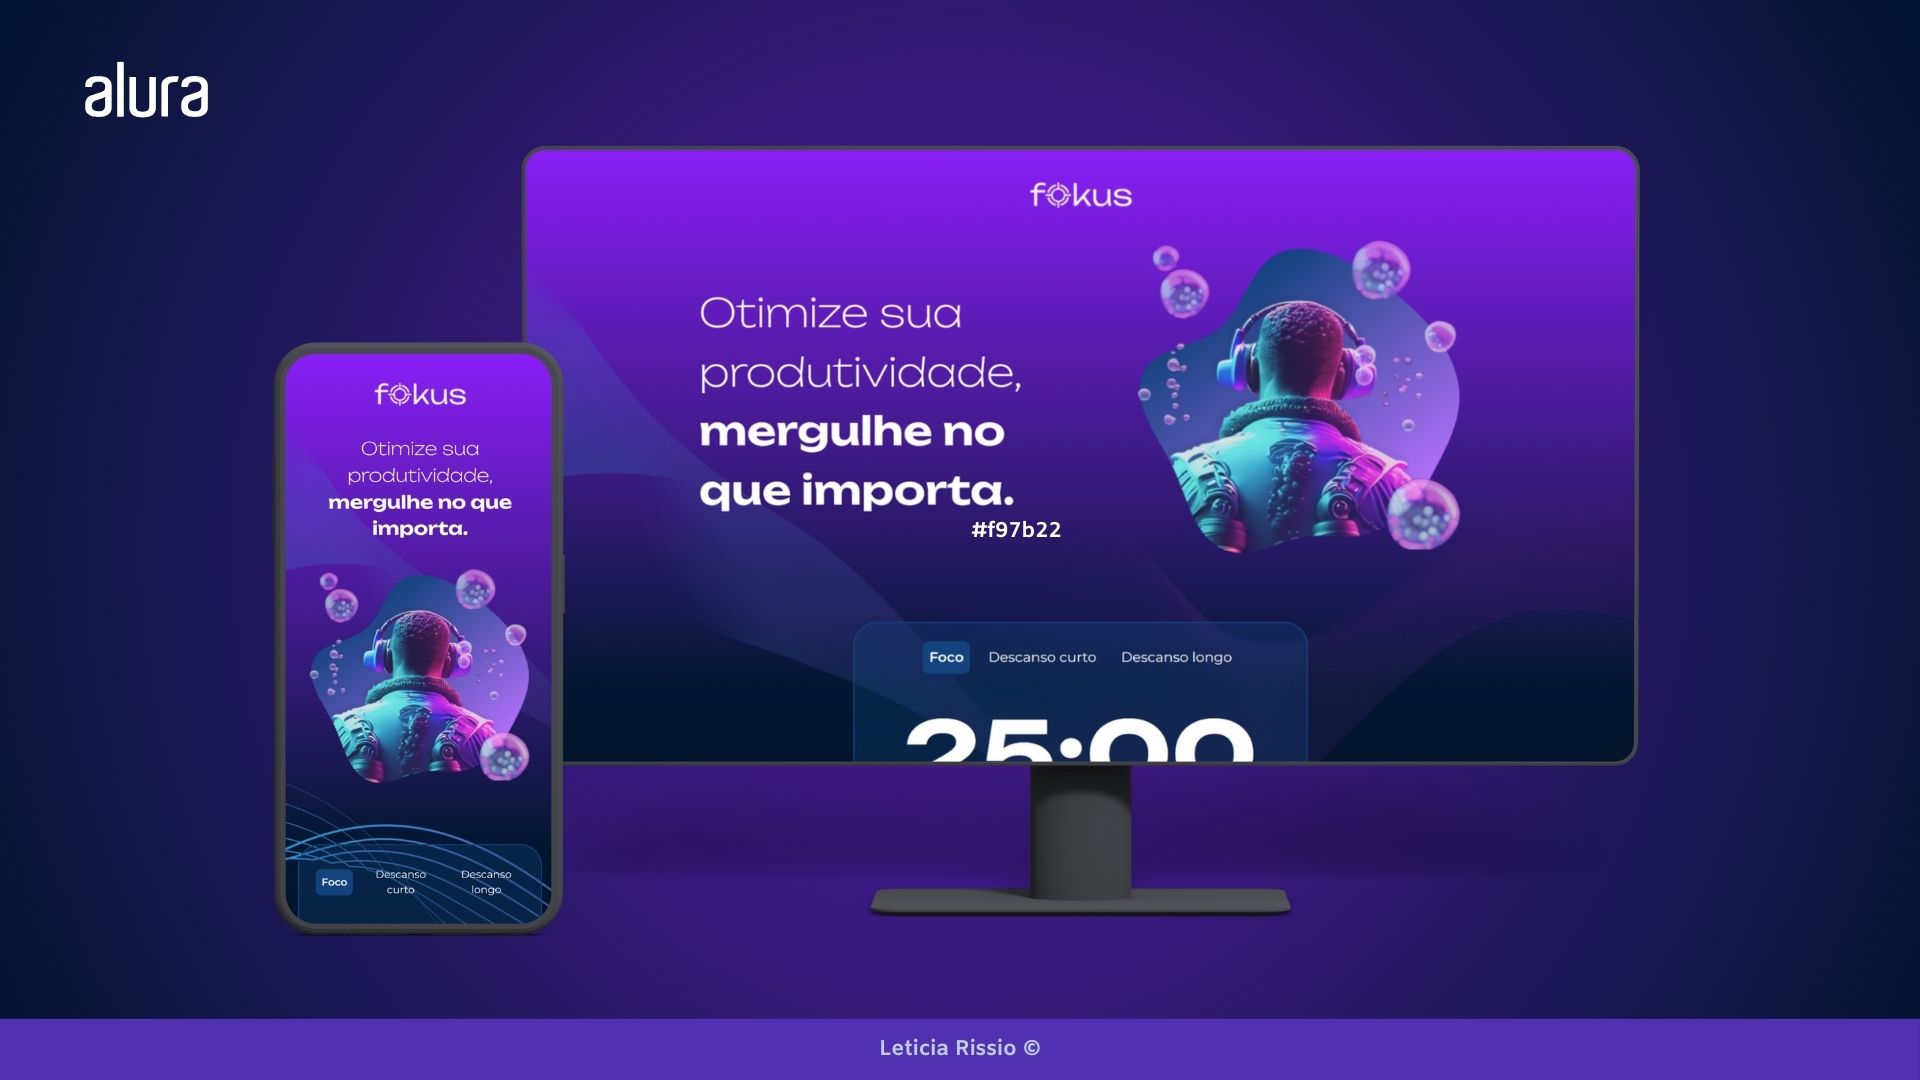 alura
fokus
Otimize sua
produtividade,
mergulhe no
que importa.
#f97b22
Foco Descanso curto Descanso longo
25:00
fokus
Otimize sua
produtividade,
mergulhe no que
importa.
Foco
Descanso
curto
Descanso
longo
Leticia Rissio ©